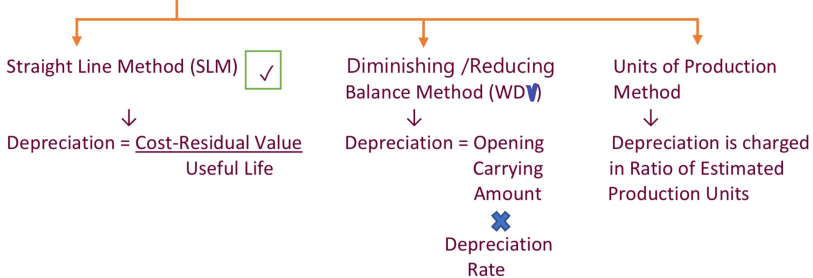 Straight Line Method (SLM) ✓
↓
Depreciation = Cost-Residual Value
Useful Life
Diminishing /Reducing
Balance Method (WDV)
↓
Depreciation = Opening
Carrying
Amount
✖
Depreciation
Rate
Units of Production
Method
↓
Depreciation is charged
in Ratio of Estimated
Production Units